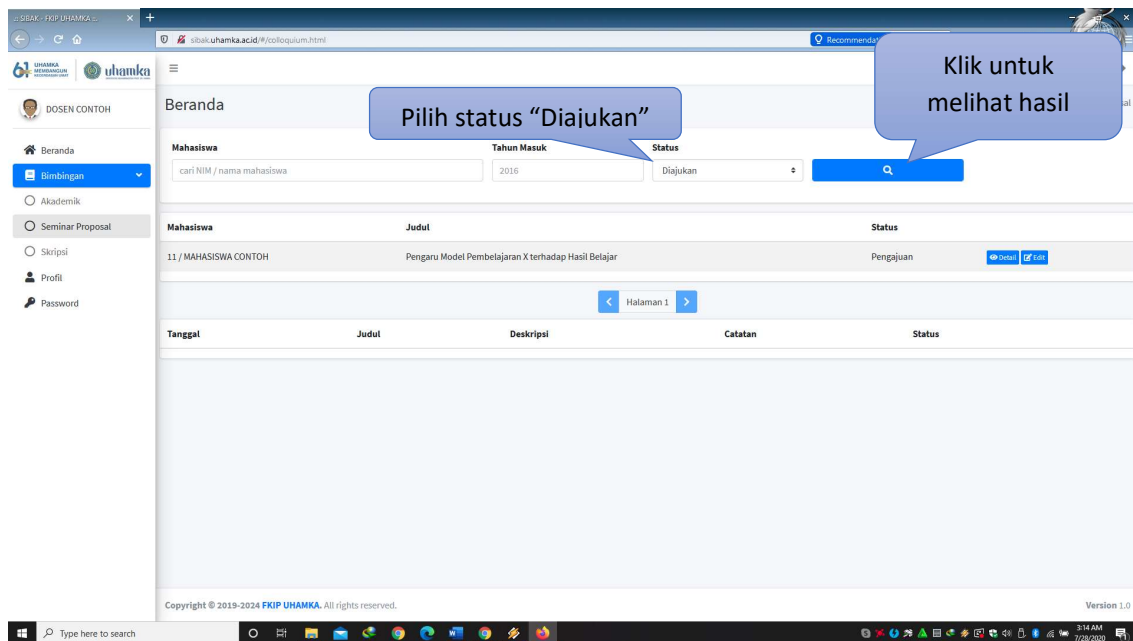 .:: SIBAK - FKIP UHAMKA ::.
sibak.uhamka.ac.id/#/colloquium.html
Klik untuk
melihat hasil
UHAMKA
MEMBANGUN
uhamka
DOSEN CONTOH
Beranda
Pilih status “Diajukan”
Beranda
Bimbingan
Akademik
Seminar Proposal
Skripsi
Profil
Password
Mahasiswa Tahun Masuk Status
cari NIM / nama mahasiswa 2016 Diajukan
Mahasiswa Judul Status
11 / MAHASISWA CONTOH Pengaru Model Pembelajaran X terhadap Hasil Belajar Pengajuan Detail Edit
Halaman 1
Tanggal Judul Deskripsi Catatan Status
Copyright © 2019-2024 FKIP UHAMKA. All rights reserved. Version 1.0
Type here to search
3:14 AM
7/28/2020